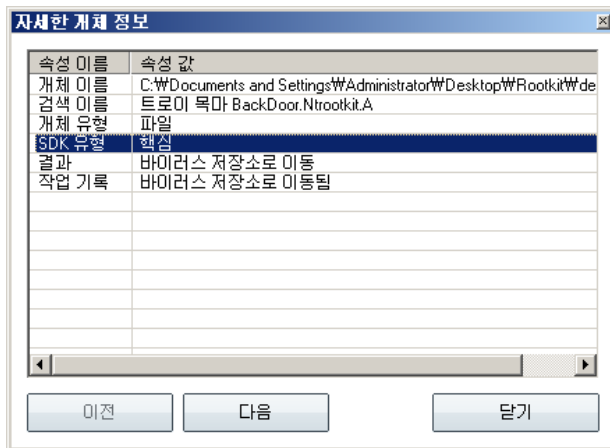 자세한 개체 정보
속성 이름 속성 값
개체 이름 C:₩Documents and Settings₩Administrator₩Desktop₩Rootkit₩de
검색 이름 트로이 목마 BackDoor.Ntrootkit.A
개체 유형 파일
SDK 유형 핵심
결과 바이러스 저장소로 이동
작업 기록 바이러스 저장소로 이동됨
이전 다음 닫기